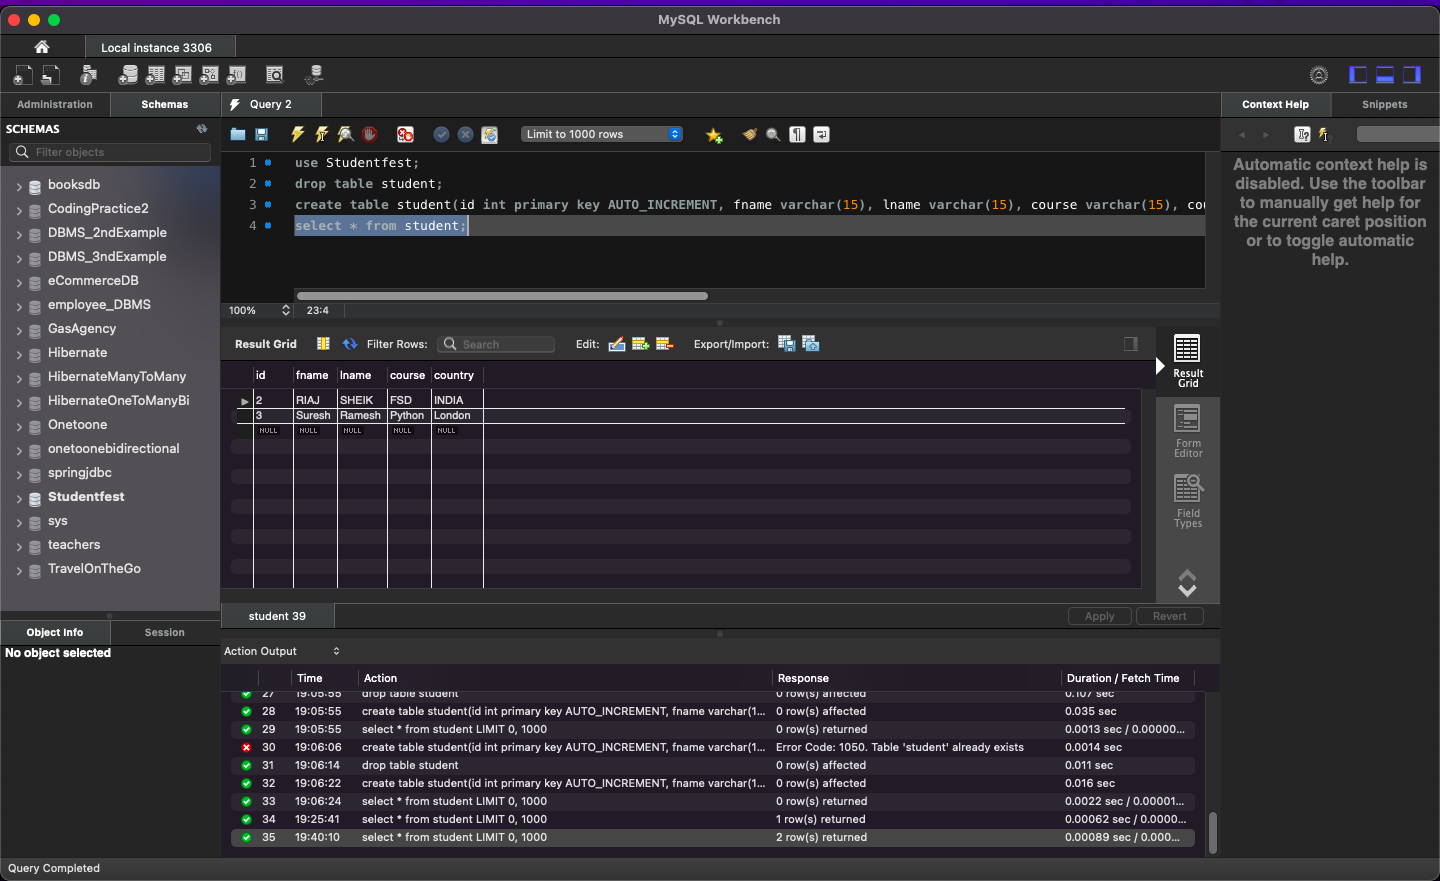 MySQL Workbench
Local instance 3306
Administration
Schemas
Query 2
Context Help
Snippets
SCHEMAS
Filter objects
booksdb
CodingPractice2
DBMS_2ndExample
DBMS_3ndExample
eCommerceDB
employee_DBMS
GasAgency
Hibernate
HibernateManyToMany
HibernateOneToManyBi
Onetoone
onetoonebidirectional
springjdbc
Studentfest
sys
teachers
TravelOnTheGo
Object Info
Session
No object selected
Limit to 1000 rows
1 use Studentfest;
2 drop table student;
3 create table student(id int primary key AUTO_INCREMENT, fname varchar(15), lname varchar(15), course varchar(15), cou
4 select * from student;
100% 23:4
Automatic context help is
disabled. Use the toolbar
to manually get help for
the current caret position
or to toggle automatic
help.
Result Grid Filter Rows: Search Edit: Export/Import:
id fname lname course country
2 RIAJ SHEIK FSD INDIA
3 Suresh Ramesh Python London
NULL NULL NULL NULL NULL
Result
Grid
Form
Editor
Field
Types
student 39
Apply
Revert
Action Output
Time Action Response Duration / Fetch Time
27 19:05:55 drop table student 0 row(s) affected 0.107 sec
28 19:05:55 create table student(id int primary key AUTO_INCREMENT, fname varchar(1... 0 row(s) affected 0.035 sec
29 19:05:55 select * from student LIMIT 0, 1000 0 row(s) returned 0.0013 sec / 0.00000...
30 19:06:06 create table student(id int primary key AUTO_INCREMENT, fname varchar(1... Error Code: 1050. Table 'student' already exists 0.0014 sec
31 19:06:14 drop table student 0 row(s) affected 0.011 sec
32 19:06:22 create table student(id int primary key AUTO_INCREMENT, fname varchar(1... 0 row(s) affected 0.016 sec
33 19:06:24 select * from student LIMIT 0, 1000 0 row(s) returned 0.0022 sec / 0.00001...
34 19:25:41 select * from student LIMIT 0, 1000 1 row(s) returned 0.00062 sec / 0.0000...
35 19:40:10 select * from student LIMIT 0, 1000 2 row(s) returned 0.00089 sec / 0.000...
Query Completed